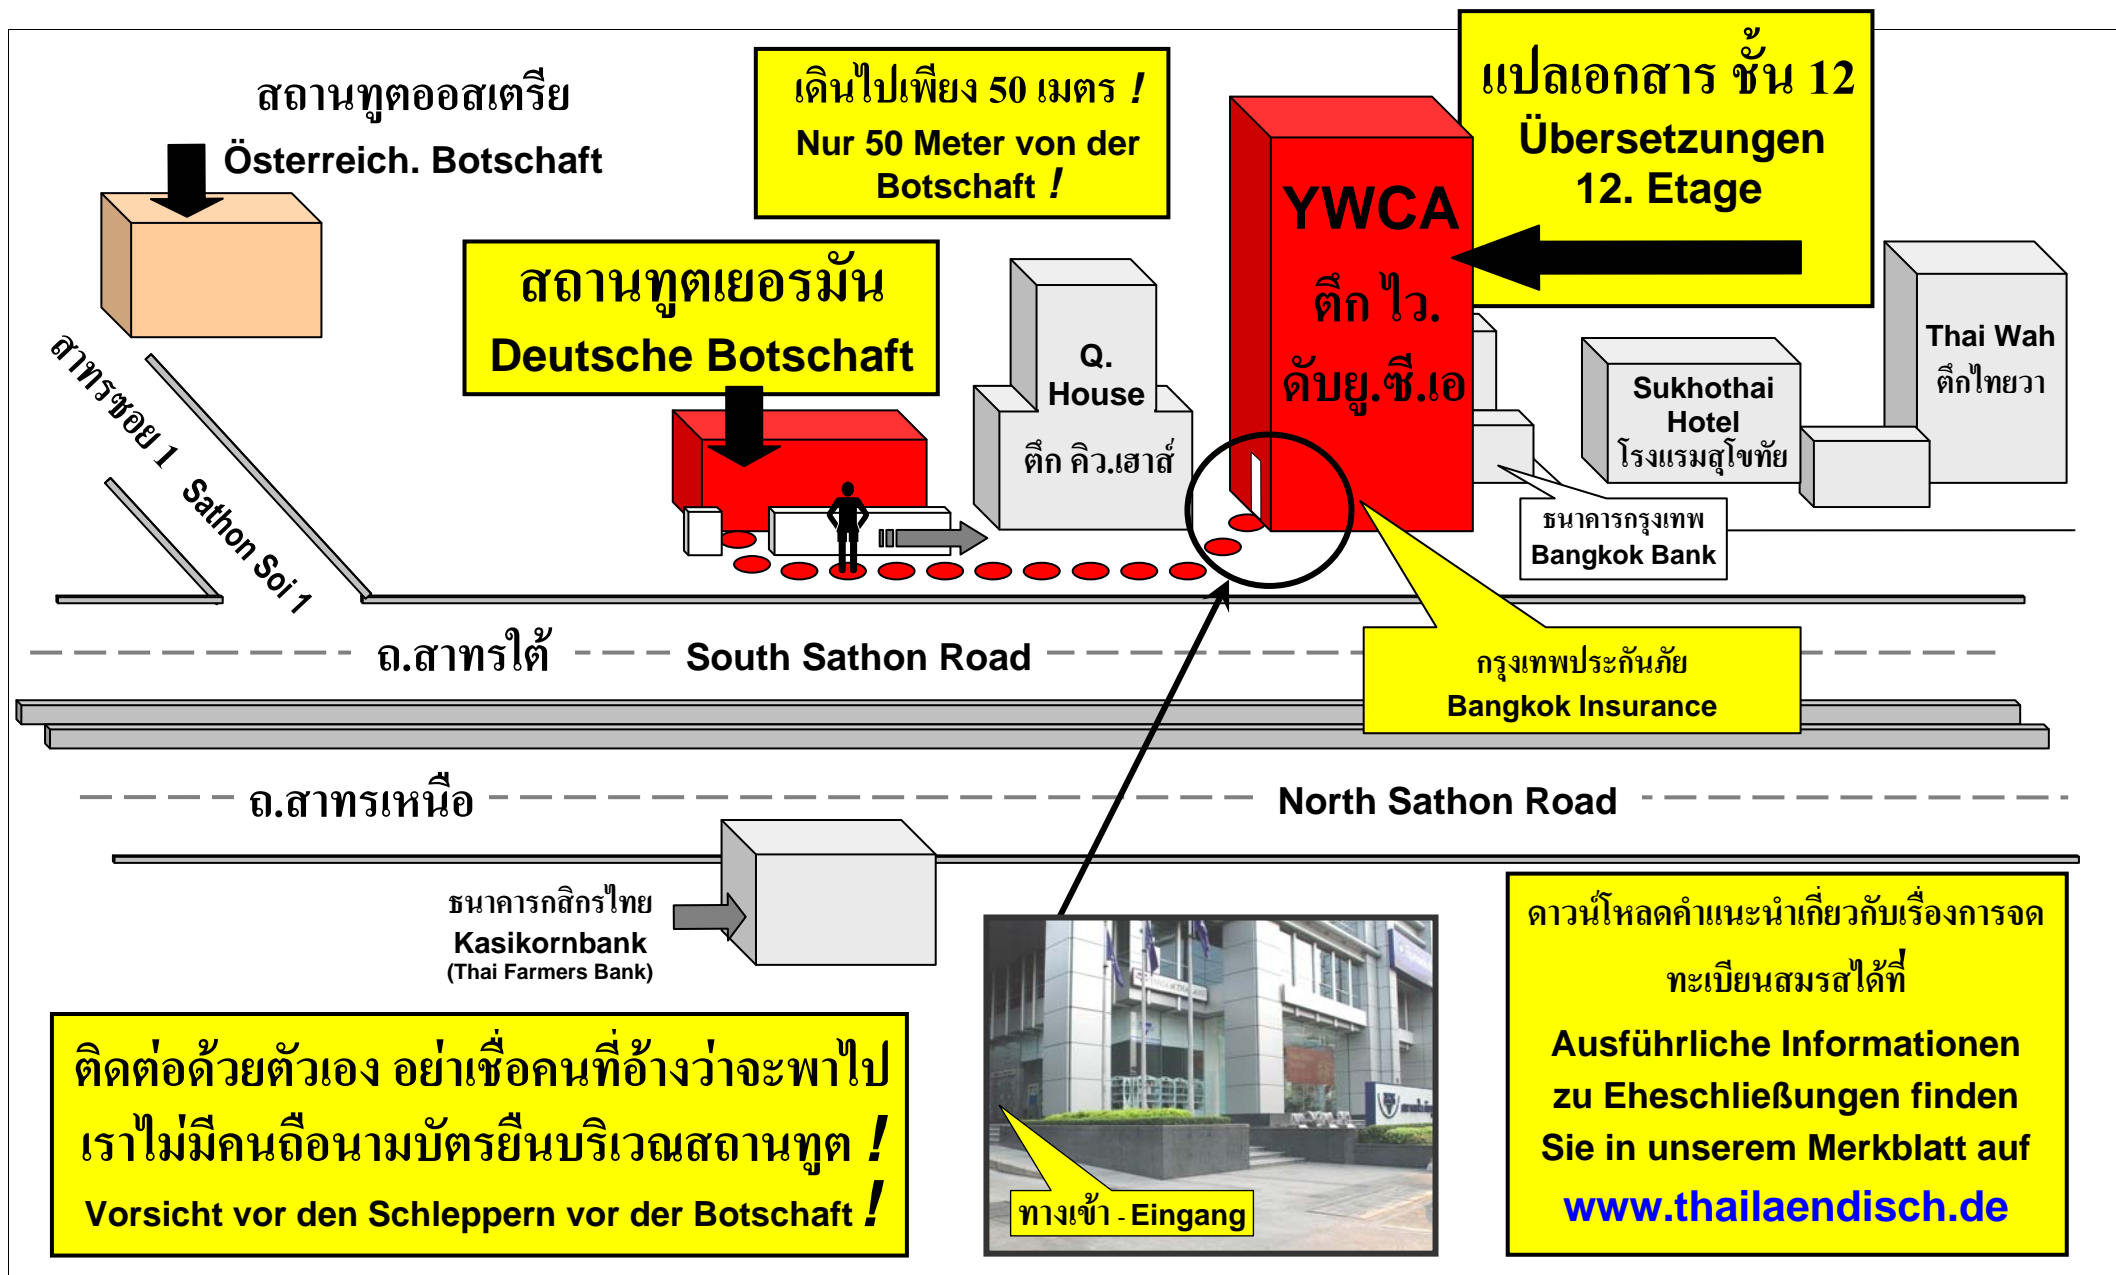 สถานทูตออสเตรีย
Österreich. Botschaft
เดินไปเพียง 50 เมตร !
Nur 50 Meter von der
Botschaft !
แปลเอกสาร ชั้น 12
Übersetzungen
12. Etage
สถานทูตเยอรมัน
Deutsche Botschaft
YWCA
ตึก ไว.
ดับยู.ซี.เอ
Q.
House
ตึก คิว.เฮาส์
Sukhothai
Hotel
โรงแรมสุโขทัย
Thai Wah
ตึกไทยวา
สาทรซอย 1 Sathon Soi 1
ธนาคารกรุงเทพ
Bangkok Bank
กรุงเทพประกันภัย
Bangkok Insurance
ถ.สาทรใต้ South Sathon Road
ถ.สาทรเหนือ North Sathon Road
ธนาคารกสิกรไทย
Kasikornbank
(Thai Farmers Bank)
ติดต่อด้วยตัวเอง อย่าเชื่อคนที่อ้างว่าจะพาไป
เราไม่มีคนถือนามบัตรยืนบริเวณสถานทูต !
Vorsicht vor den Schleppern vor der Botschaft !
ทางเข้า - Eingang
ดาวน์โหลดคำแนะนำเกี่ยวกับเรื่องการจด
ทะเบียนสมรสได้ที่
Ausführliche Informationen
zu Eheschließungen finden
Sie in unserem Merkblatt auf
www.thailaendisch.de